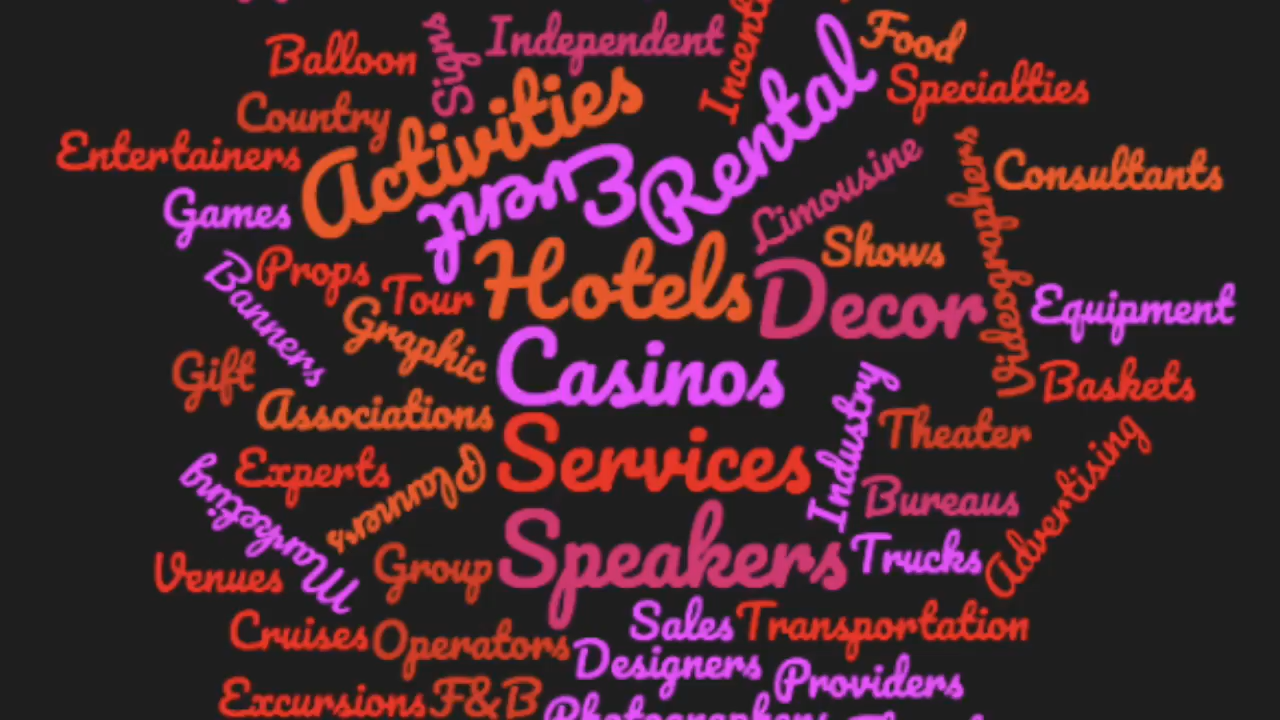 Independent
Food
Balloon
Signs
Specialties
Country
Activities
Rental
Entertainers
Event
Limousine
Videographers
Consultants
Games
Shows
Props
Banners
Tour
Hotels
Decor
Equipment
Graphic
Gift
Casinos
Baskets
Associations
Industry
Theater
Advertising
Experts
Planners
Services
Bureaus
Marketing
Group
Speakers
Trucks
Venues
Sales
Transportation
Cruises
Operators
Designers
Providers
Excursions
F&B
Photographers